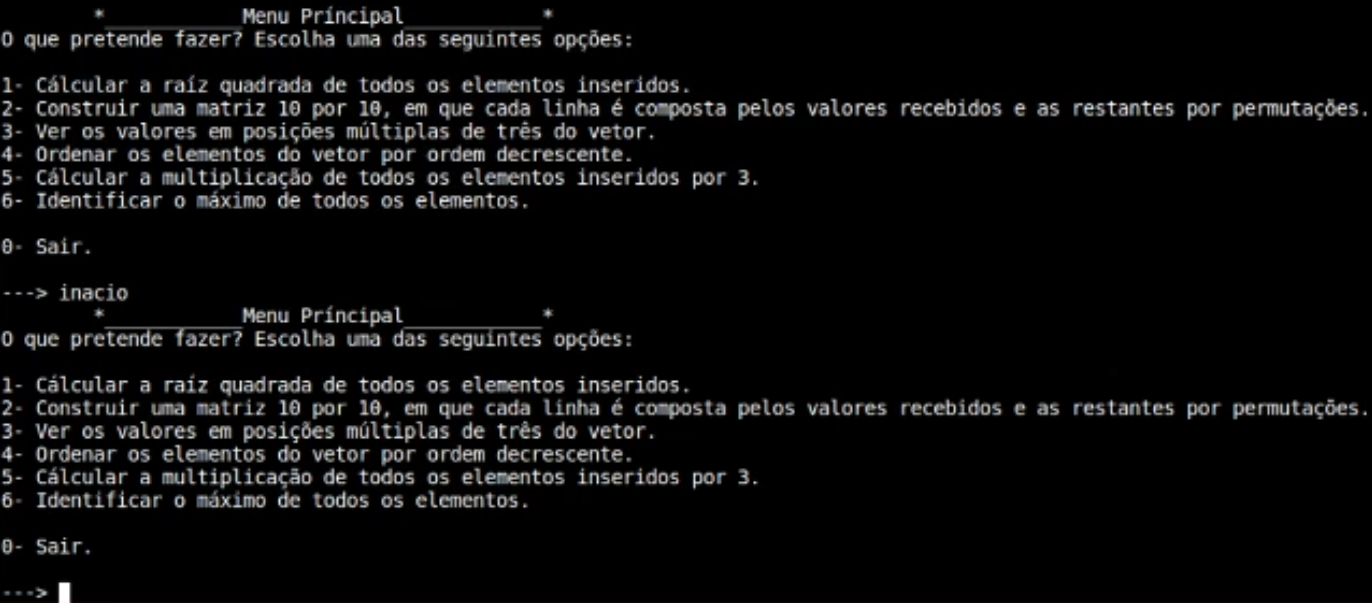 *____________Menu Príncipal____________*
O que pretende fazer? Escolha uma das seguintes opções:
1- Cálcular a raíz quadrada de todos os elementos inseridos.
2- Construir uma matriz 10 por 10, em que cada linha é composta pelos valores recebidos e as restantes por permutações.
3- Ver os valores em posições múltiplas de três do vetor.
4- Ordenar os elementos do vetor por ordem decrescente.
5- Cálcular a multiplicação de todos os elementos inseridos por 3.
6- Identificar o máximo de todos os elementos.
0- Sair.
---> inacio
*____________Menu Príncipal____________*
O que pretende fazer? Escolha uma das seguintes opções:
1- Cálcular a raíz quadrada de todos os elementos inseridos.
2- Construir uma matriz 10 por 10, em que cada linha é composta pelos valores recebidos e as restantes por permutações.
3- Ver os valores em posições múltiplas de três do vetor.
4- Ordenar os elementos do vetor por ordem decrescente.
5- Cálcular a multiplicação de todos os elementos inseridos por 3.
6- Identificar o máximo de todos os elementos.
0- Sair.
--->